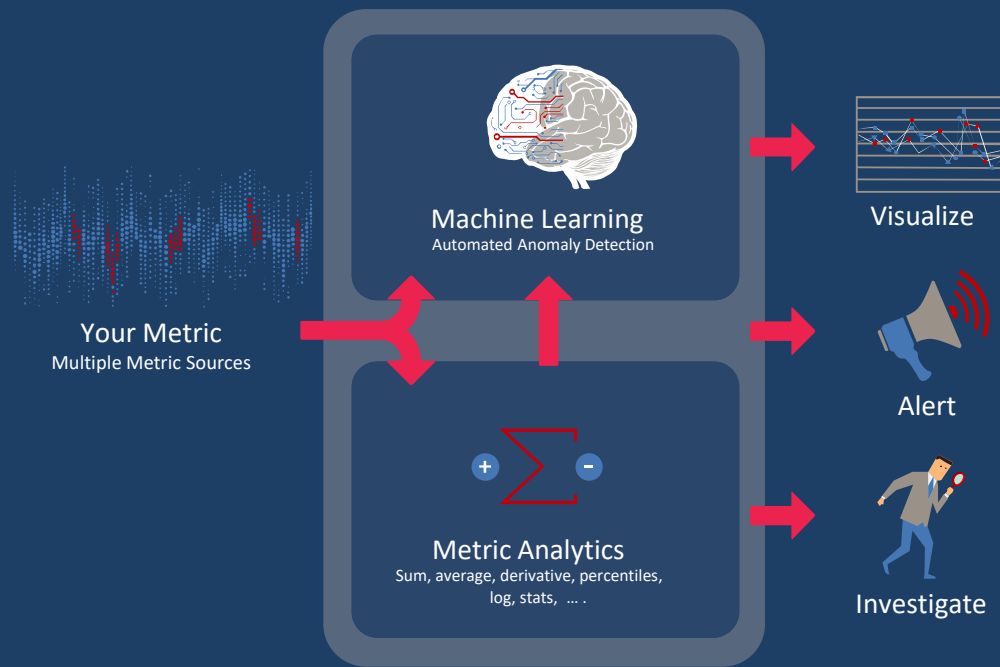 Your Metric
Multiple Metric Sources
Machine Learning
Automated Anomaly Detection
+
-
Metric Analytics
Sum, average, derivative, percentiles,
log, stats, ... .
Visualize
Alert
Investigate